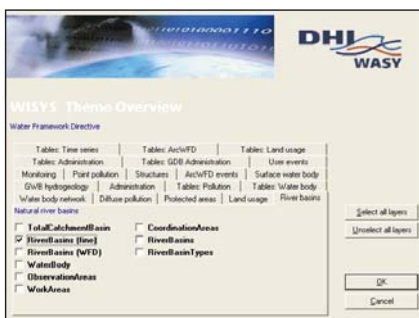 DHI
WASY
WISYS Theme Overview
Water Framework Directive
Tables: Time series Tables: ArcWFD Tables: Land usage
Tables: Administration Tables: GDB Administration User events
Monitoring Point pollution Structures ArcWFD events Surface water body
GWB hydrogeology Administration Tables: Pollution Tables: Water body
Water body network Diffuse pollution Protected areas Land usage River basins
Natural river basins
TotalCatchmentBasin CoordinationAreas
RiverBasins (fine) RiverBasins
RiverBasins (WFD) RiverBasinTypes
WaterBody
ObservationAreas
WorkAreas
Select all layers
Unselect all layers
OK
Cancel